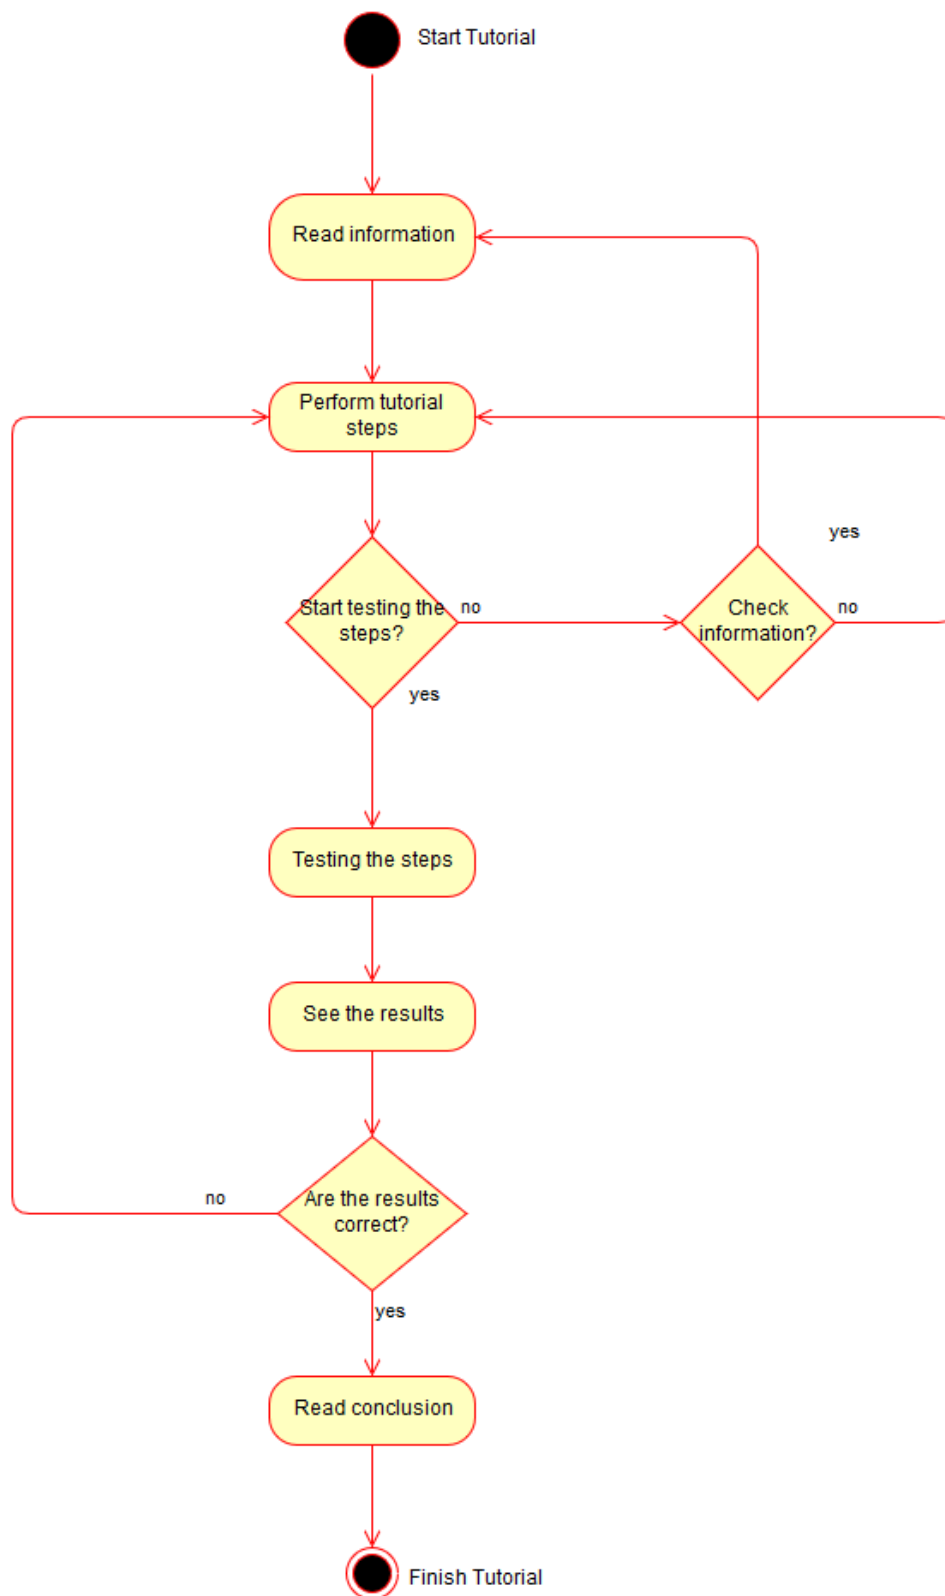 Start Tutorial
Read information
Perform tutorial
steps
yes
Start testing the
steps?
no
Check
information?
no
yes
Testing the steps
See the results
Are the results
correct?
no
yes
Read conclusion
Finish Tutorial